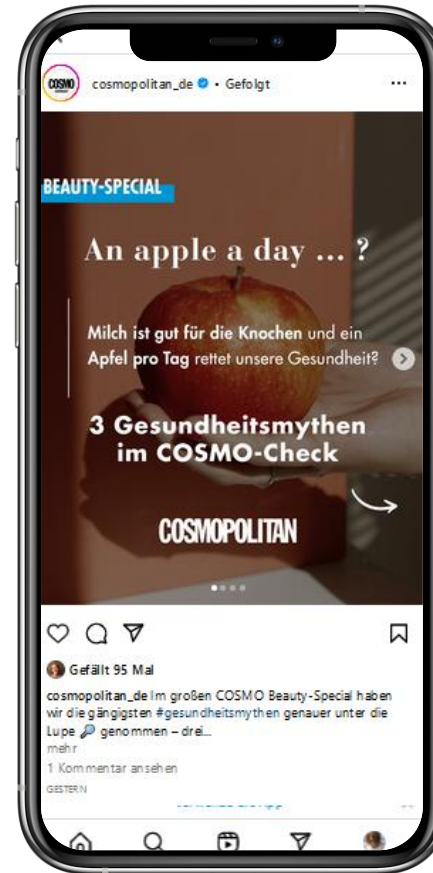 COSMO
cosmopolitan_de • Gefolgt
BEAUTY-SPECIAL
An apple a day ... ?
Milch ist gut für die Knochen und ein
Apfel pro Tag rettet unsere Gesundheit?
3 Gesundheitsmythen
im COSMO-Check
COSMOPOLITAN
Gefällt 95 Mal
cosmopolitan_de Im großen COSMO Beauty-Special haben
wir die gängigsten #gesundheitsmythen genauer unter die
Lupe 🔎 genommen – drei...
mehr
1 Kommentar ansehen
GESTERN